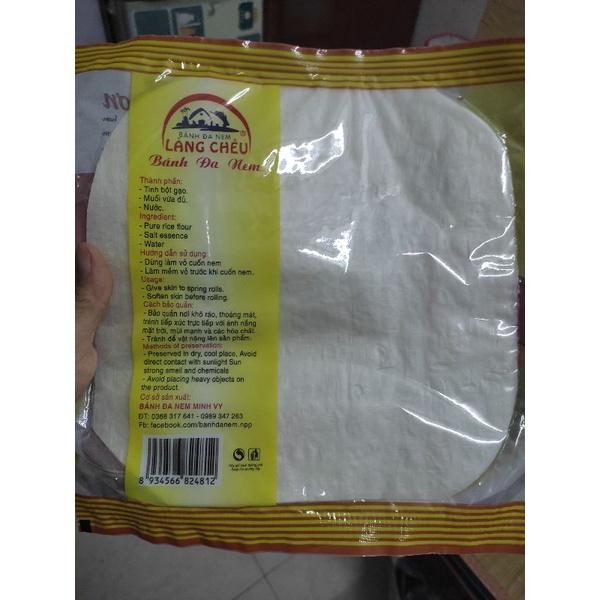 BÁNH ĐA NEM
LÀNG CHỀU
®
Bánh Đa Nem
Thành phần:
- Tinh bột gạo.
- Muối vừa đủ.
- Nước.
Ingredient:
- Pure rice flour
- Salt essence
- Water
Hướng dẫn sử dụng:
- Dùng làm vỏ cuốn nem
- Làm mềm vỏ trước khi cuốn nem.
Usage:
- Give skin to spring rolls.
- Soften skin before rolling.
Cách bảo quản:
- Bảo quản nơi khô ráo, thoáng mát,
tránh tiếp xúc trực tiếp với ánh nắng
mặt trời, mùi mạnh và các hóa chất.
- Tránh để vật nặng lên sản phẩm.
Methods of preservation:
- Preserved in dry, cool place, Avoid
direct contact with sunlight Sun
strong smell and chemicals
- Avoid placing heavy objects on
the product.
Cơ sở sản xuất:
BÁNH ĐA NEM MINH VY
ĐT: 0368 317 641 - 0989 347 263
Fb: facebook.com/banhdanem.npp
8 934566 824812